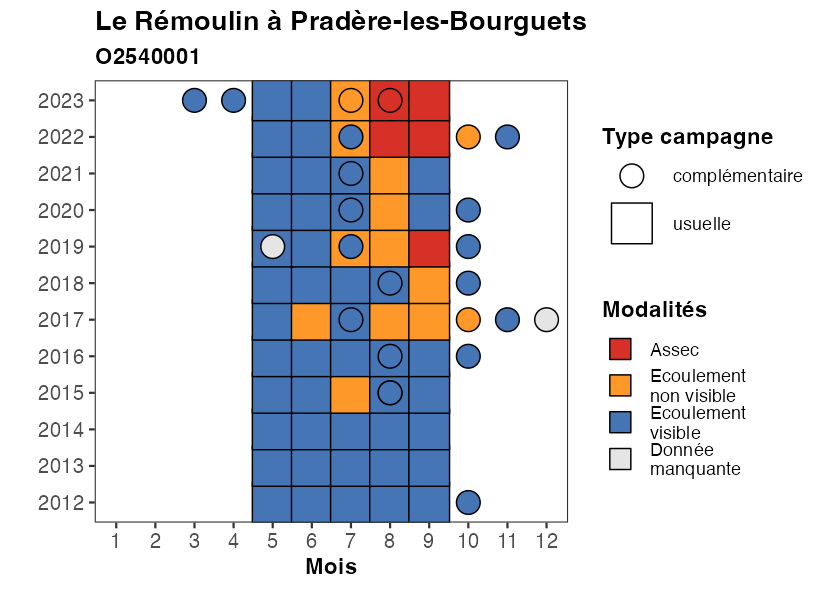 Le Rémoulin à Pradère-les-Bourguets
O2540001
2023
2022
2021
2020
2019
2018
2017
2016
2015
2014
2013
2012
1 2 3 4 5 6 7 8 9 10 11 12
Mois
Type campagne
complémentaire
usuelle
Modalités
Assec
Ecoulement
non visible
Ecoulement
visible
Donnée
manquante